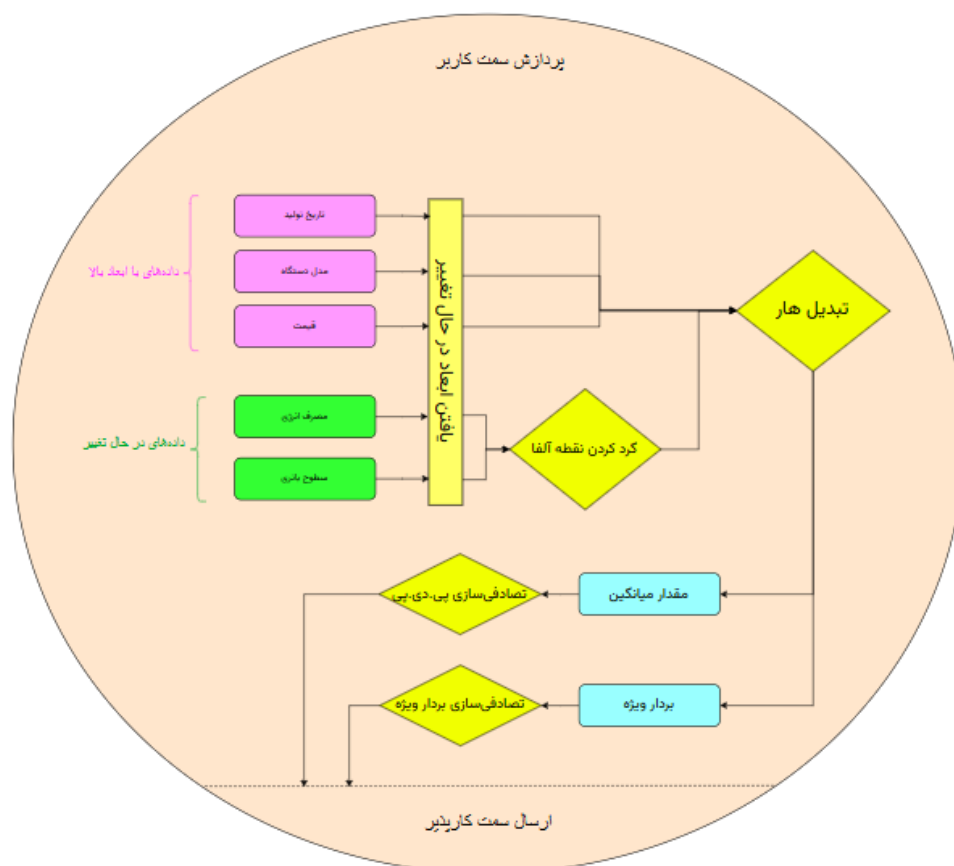 پردازش سمت کاربر
داده‌های با ابعاد بالا
تاریخ تولید
مدل دستگاه
قیمت
داده‌های در حال تغییر
مصرف انرژی
سطوح باتری
یافتن ابعاد در حال تغییر
تبدیل هار
گرد کردن نقطه آلفا
مقدار میانگین
تصادفی‌سازی پی.دی.پی
بردار ویژه
تصادفی‌سازی بردار ویژه
ارسال سمت کارپذیر